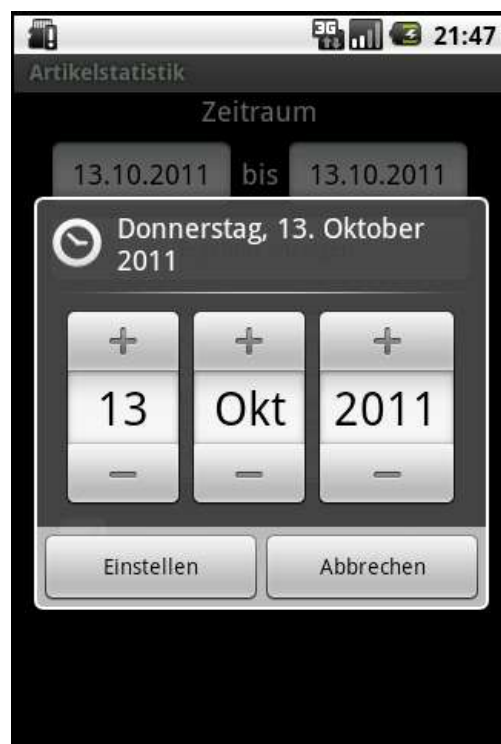 3G 21:47
Artikelstatistik
Zeitraum
13.10.2011 bis 13.10.2011
Donnerstag, 13. Oktober
2011
+ + +
13 Okt 2011
− − −
Einstellen Abbrechen